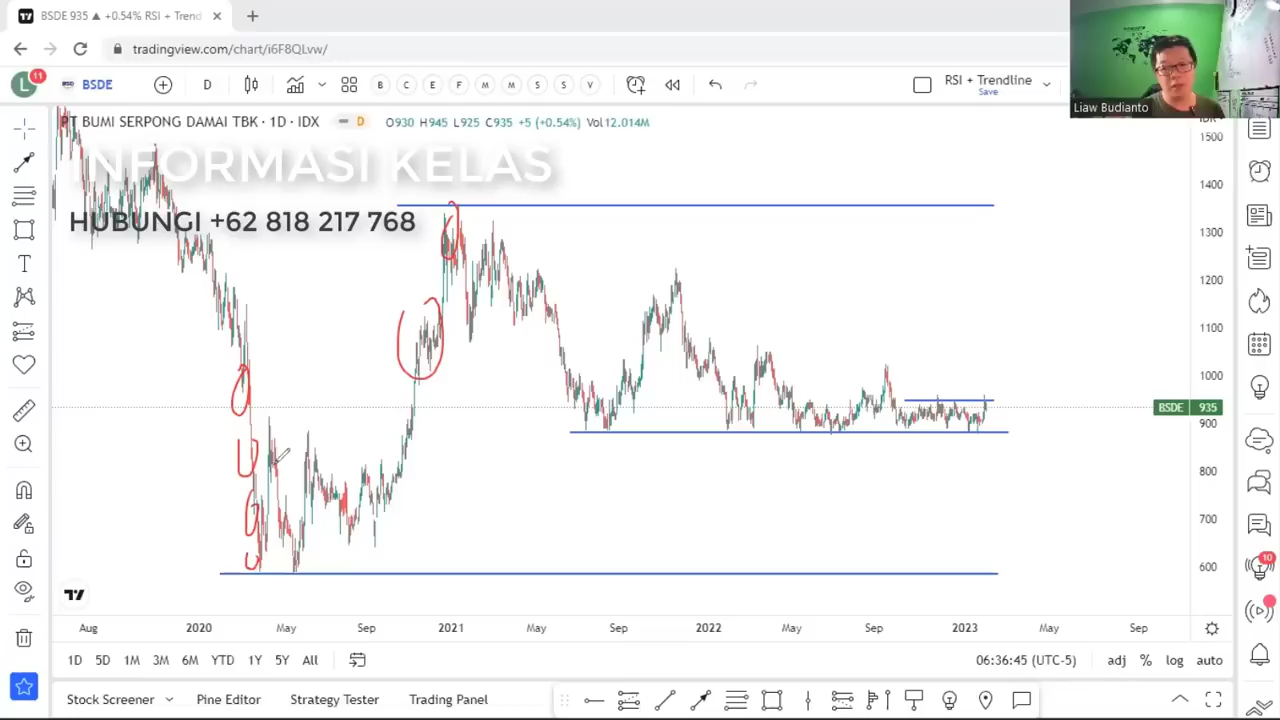 BSDE 935 ▲ +0.54% RSI + Trend
tradingview.com/chart/i6F8QLvw/
L 11 BSDE D B C E F M M S S V RSI + Trendline
Save
Liaw Budianto
PT BUMI SERPONG DAMAI TBK · 1D · IDX D O930 H945 L925 C935 +5 (+0.54%) Vol12.014M
INFORMASI KELAS
HUBUNGI +62 818 217 768
1500
1400
1300
1200
1100
1000
BSDE 935
900
800
700
600
10
Aug 2020 May Sep 2021 May Sep 2022 May Sep 2023 May Sep
1D 5D 1M 3M 6M YTD 1Y 5Y All 06:36:45 (UTC-5) adj % log auto
Stock Screener Pine Editor Strategy Tester Trading Panel